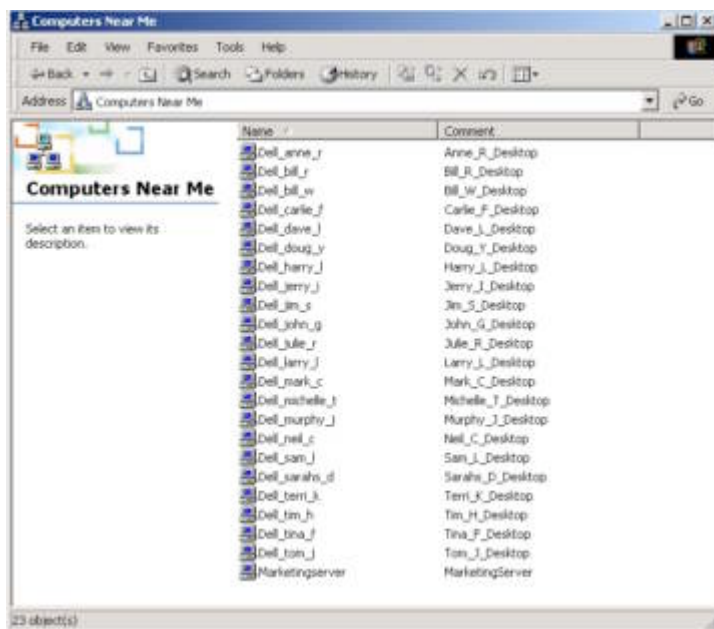 Computers Near Me
File Edit View Favorites Tools Help
Back Search Folders History
Address Computers Near Me Go
Name Comment
Computers Near Me
Select an item to view its
description.
Dell_anne_r Anne_R_Desktop
Dell_bill_r Bill_R_Desktop
Dell_bill_w Bill_W_Desktop
Dell_carlie_f Carlie_F_Desktop
Dell_dave_l Dave_L_Desktop
Dell_doug_y Doug_Y_Desktop
Dell_harry_l Harry_L_Desktop
Dell_jerry_i Jerry_I_Desktop
Dell_jim_s Jim_S_Desktop
Dell_john_g John_G_Desktop
Dell_julie_r Julie_R_Desktop
Dell_larry_l Larry_L_Desktop
Dell_mark_c Mark_C_Desktop
Dell_michelle_t Michelle_T_Desktop
Dell_murphy_j Murphy_J_Desktop
Dell_neil_c Neil_C_Desktop
Dell_sam_l Sam_L_Desktop
Dell_sarahs_d Sarahs_D_Desktop
Dell_terri_k Terri_K_Desktop
Dell_tim_h Tim_H_Desktop
Dell_tina_f Tina_F_Desktop
Dell_tom_j Tom_J_Desktop
Marketingserver MarketingServer
23 object(s)